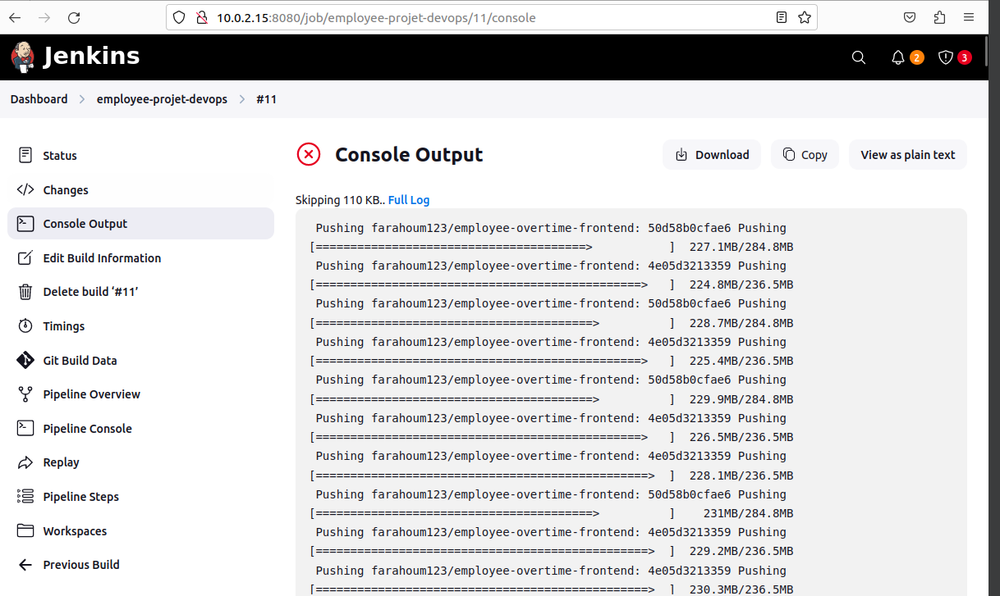 10.0.2.15:8080/job/employee-projet-devops/11/console
Jenkins
2
3
Dashboard > employee-projet-devops > #11
Status
Changes
Console Output
Edit Build Information
Delete build ‘#11’
Timings
Git Build Data
Pipeline Overview
Pipeline Console
Replay
Pipeline Steps
Workspaces
Previous Build
Console Output
Download
Copy
View as plain text
Skipping 110 KB.. Full Log
Pushing farahoum123/employee-overtime-frontend: 50d58b0cfae6 Pushing
[=======================================>           ]  227.1MB/284.8MB
Pushing farahoum123/employee-overtime-frontend: 4e05d3213359 Pushing
[===============================================>   ]  224.8MB/236.5MB
Pushing farahoum123/employee-overtime-frontend: 50d58b0cfae6 Pushing
[========================================>          ]  228.7MB/284.8MB
Pushing farahoum123/employee-overtime-frontend: 4e05d3213359 Pushing
[===============================================>   ]  225.4MB/236.5MB
Pushing farahoum123/employee-overtime-frontend: 50d58b0cfae6 Pushing
[========================================>          ]  229.9MB/284.8MB
Pushing farahoum123/employee-overtime-frontend: 4e05d3213359 Pushing
[===============================================>   ]  226.5MB/236.5MB
Pushing farahoum123/employee-overtime-frontend: 4e05d3213359 Pushing
[================================================>  ]  228.1MB/236.5MB
Pushing farahoum123/employee-overtime-frontend: 50d58b0cfae6 Pushing
[========================================>          ]    231MB/284.8MB
Pushing farahoum123/employee-overtime-frontend: 4e05d3213359 Pushing
[================================================>  ]  229.2MB/236.5MB
Pushing farahoum123/employee-overtime-frontend: 4e05d3213359 Pushing
[================================================>  ]  230.3MB/236.5MB